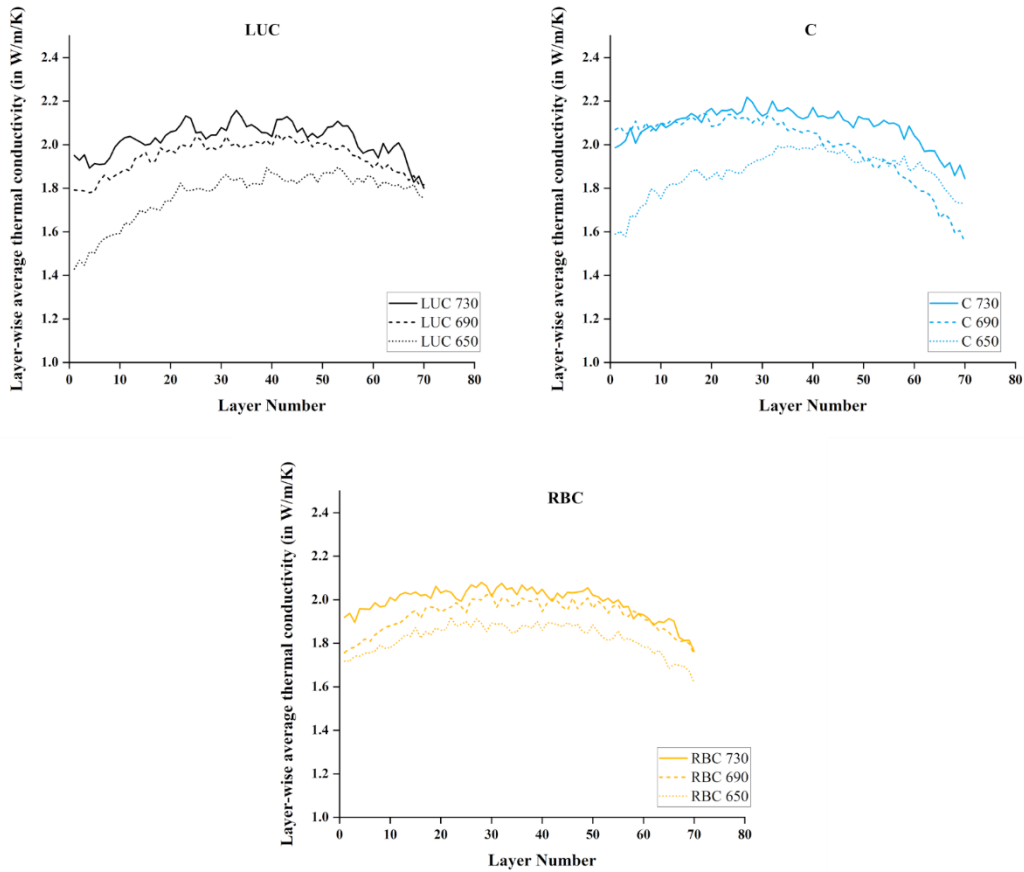 LUC
Layer-wise average thermal conductivity (in W/m/K)
2.4
2.2
2.0
1.8
1.6
1.4
1.2
1.0
0 10 20 30 40 50 60 70 80
Layer Number
LUC 730
LUC 690
LUC 650
C
Layer-wise average thermal conductivity (in W/m/K)
2.4
2.2
2.0
1.8
1.6
1.4
1.2
1.0
0 10 20 30 40 50 60 70 80
Layer Number
C 730
C 690
C 650
RBC
Layer-wise average thermal conductivity (in W/m/K)
2.4
2.2
2.0
1.8
1.6
1.4
1.2
1.0
0 10 20 30 40 50 60 70 80
Layer Number
RBC 730
RBC 690
RBC 650